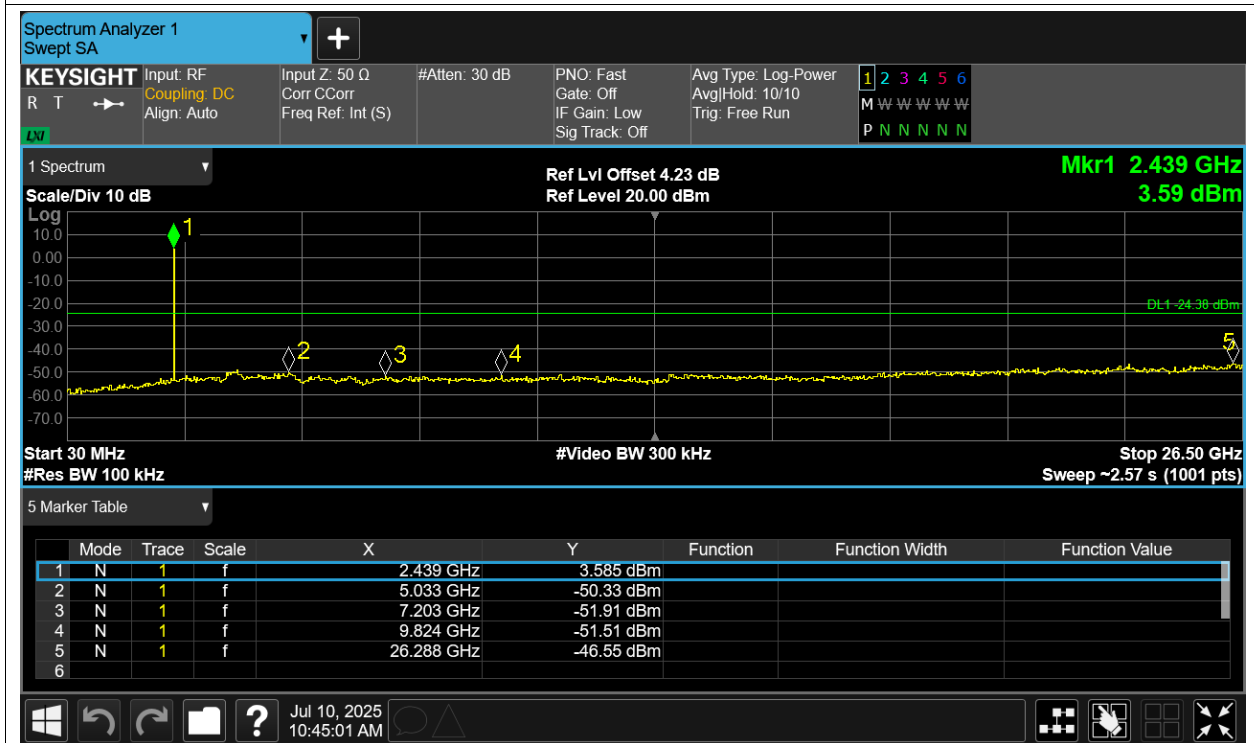 Spectrum Analyzer 1
Swept SA
+
KEYSIGHT
R T
LXI
Input: RF
Coupling: DC
Align: Auto
Input Z: 50 Ω
Corr CCorr
Freq Ref: Int (S)
#Atten: 30 dB
PNO: Fast
Gate: Off
IF Gain: Low
Sig Track: Off
Avg Type: Log-Power
Avg|Hold: 10/10
Trig: Free Run
1 2 3 4 5 6
M W W W W W
P N N N N N
1 Spectrum
Scale/Div 10 dB
Ref Lvl Offset 4.23 dB
Ref Level 20.00 dBm
Mkr1 2.439 GHz
3.59 dBm
Log
10.0
0.00
-10.0
-20.0
-30.0
-40.0
-50.0
-60.0
-70.0
1
2
3
4
5
DL1 -24.38 dBm
Start 30 MHz
#Res BW 100 kHz
#Video BW 300 kHz
Stop 26.50 GHz
Sweep ~2.57 s (1001 pts)
5 Marker Table
Mode Trace Scale X Y Function Function Width Function Value
1 N 1 f 2.439 GHz 3.585 dBm
2 N 1 f 5.033 GHz -50.33 dBm
3 N 1 f 7.203 GHz -51.91 dBm
4 N 1 f 9.824 GHz -51.51 dBm
5 N 1 f 26.288 GHz -46.55 dBm
6
?
Jul 10, 2025
10:45:01 AM